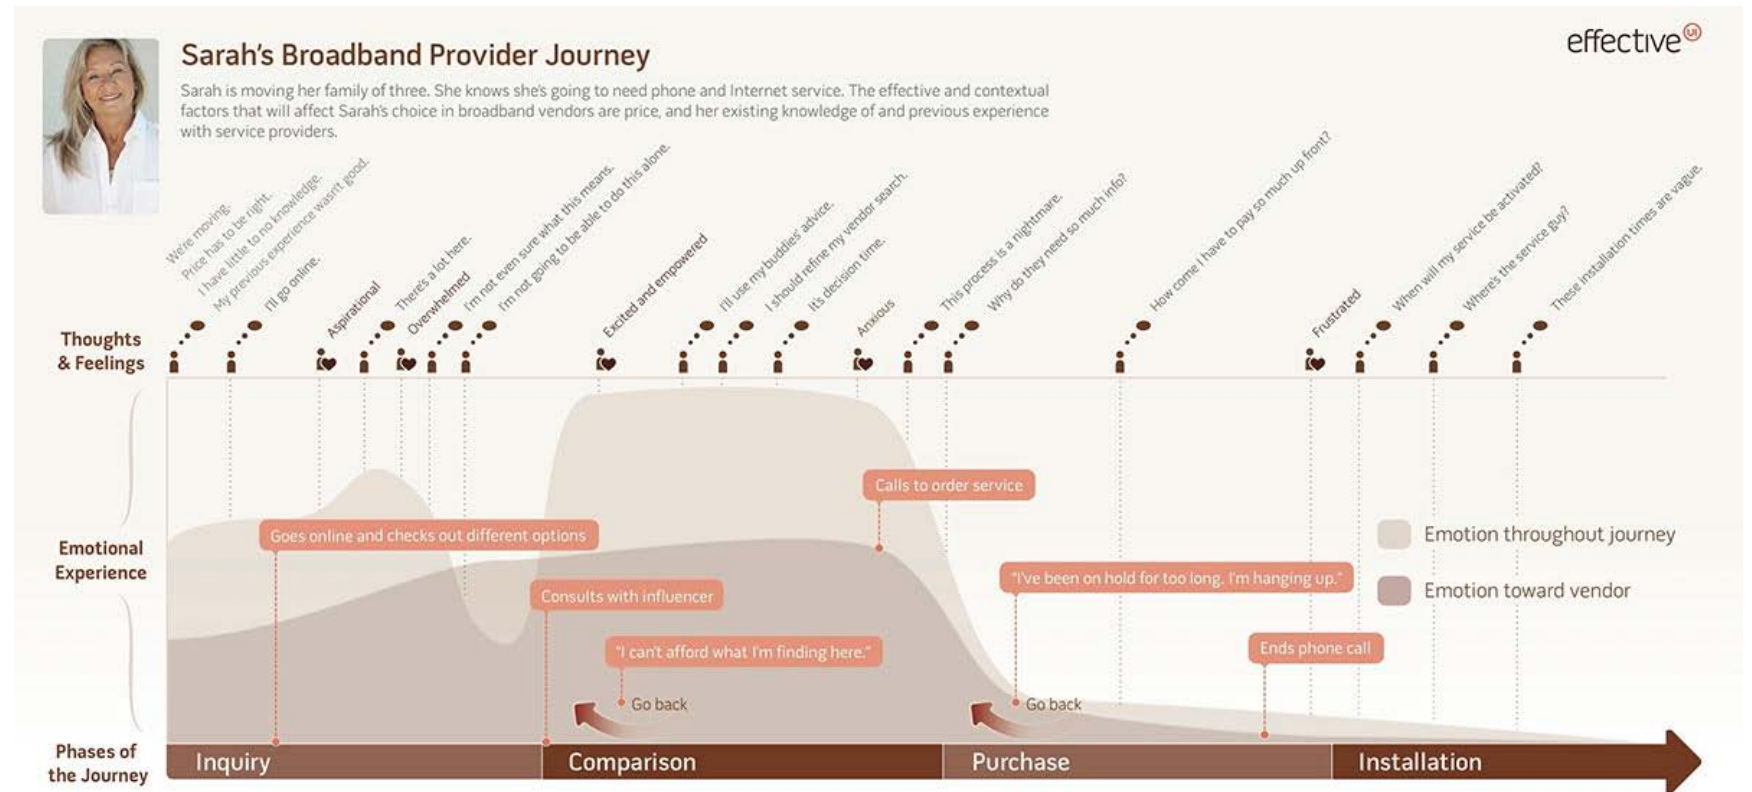 effective UI
Sarah's Broadband Provider Journey
Sarah is moving her family of three. She knows she's going to need phone and Internet service. The effective and contextual
factors that will affect Sarah's choice in broadband vendors are price, and her existing knowledge of and previous experience
with service providers.
Thoughts
& Feelings
We're moving.
Price has to be right.
I have little to no knowledge.
My previous experience wasn't good.
I'll go online.
Aspirational
There's a lot here.
Overwhelmed
I'm not even sure what this means.
I'm not going to be able to do this alone.
Excited and empowered
I'll use my buddies' advice.
I should refine my vendor search.
It's decision time.
Anxious
This process is a nightmare.
Why do they need so much info?
How come I have to pay so much up front?
Frustrated
When will my service be activated?
Where's the service guy?
These installation times are vague.
Emotional
Experience
Calls to order service
Goes online and checks out different options
Emotion throughout journey
"I've been on hold for too long. I'm hanging up."
Emotion toward vendor
Consults with influencer
"I can't afford what I'm finding here."
Ends phone call
Go back
Go back
Phases of
the Journey
Inquiry
Comparison
Purchase
Installation